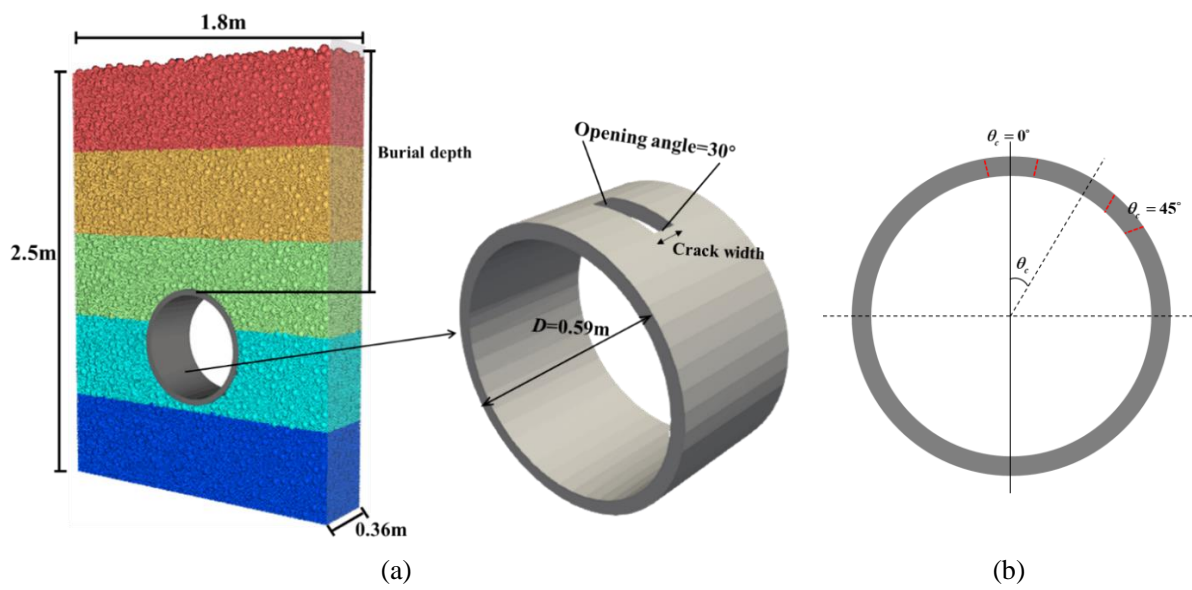 1.8m
Burial depth
2.5m
0.36m
Opening angle=30°
Crack width
D=0.59m
(a)
θc = 0°
θc = 45°
θc
(b)